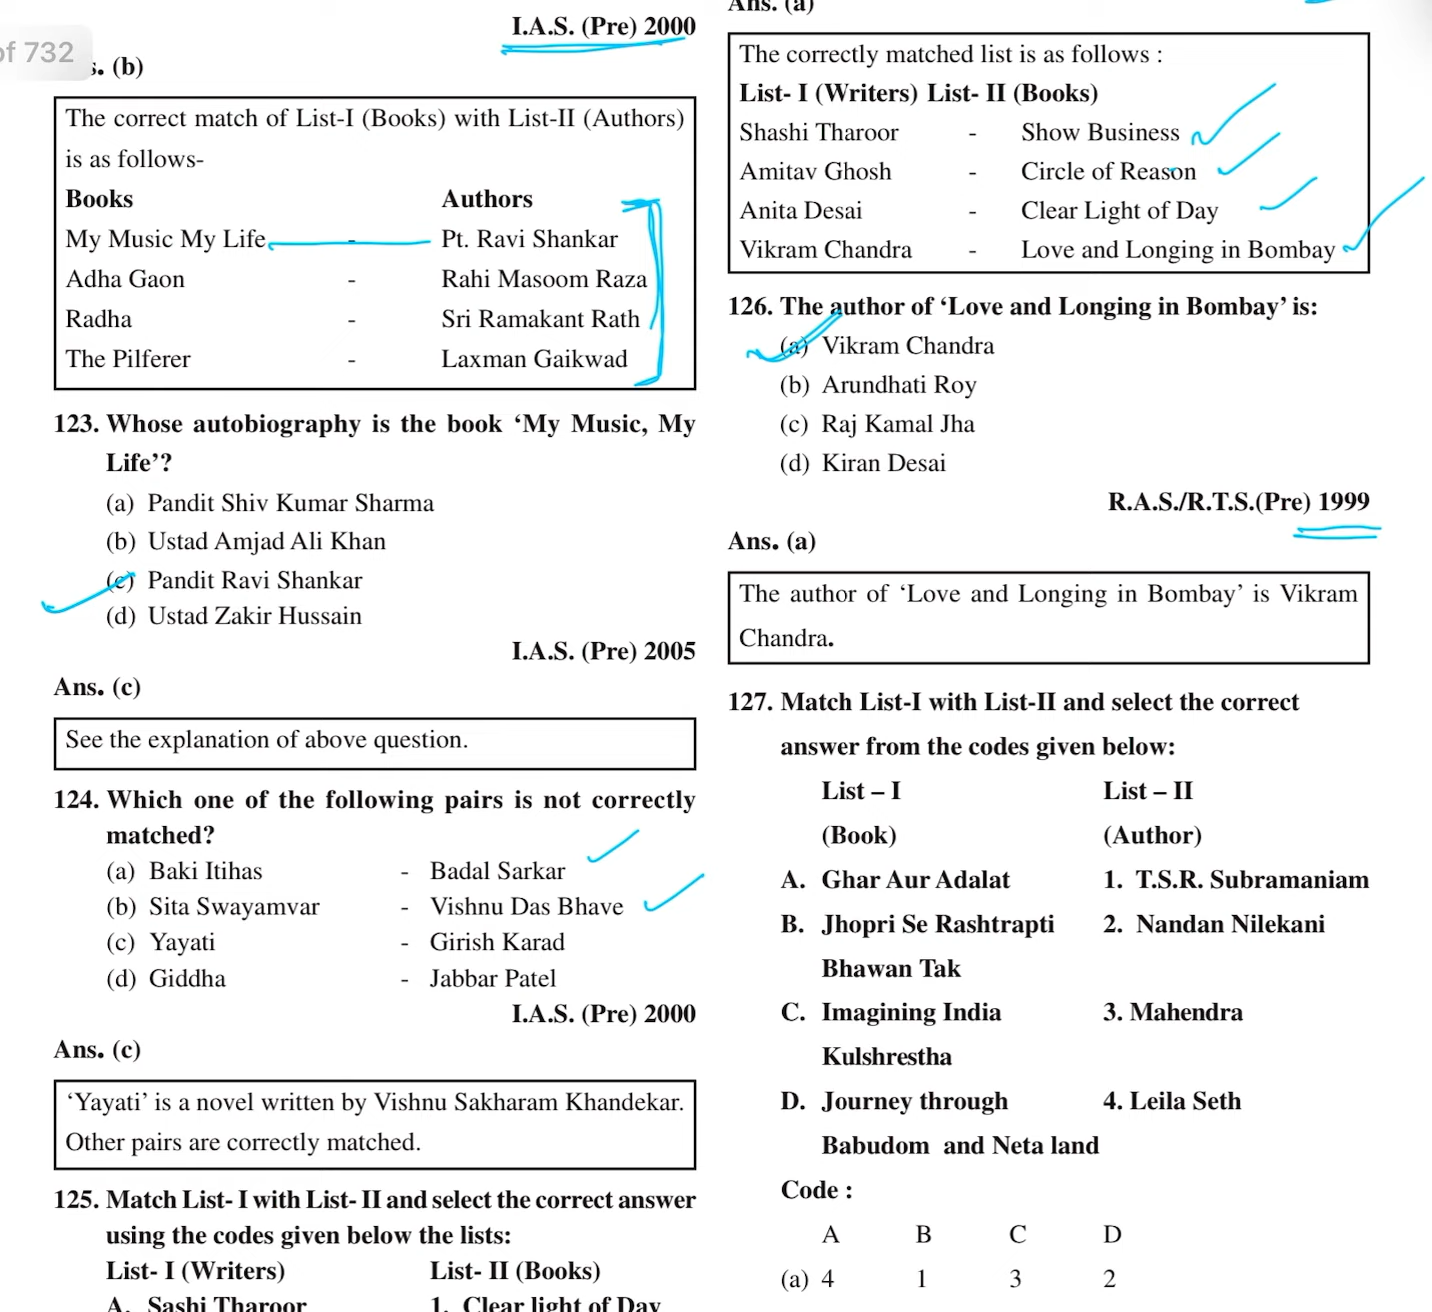 of 732
I.A.S. (Pre) 2000
s. (b)
The correct match of List-I (Books) with List-II (Authors)
is as follows-
Books Authors
My Music My Life - Pt. Ravi Shankar
Adha Gaon - Rahi Masoom Raza
Radha - Sri Ramakant Rath
The Pilferer - Laxman Gaikwad
123. Whose autobiography is the book ‘My Music, My
Life’?
(a) Pandit Shiv Kumar Sharma
(b) Ustad Amjad Ali Khan
(c) Pandit Ravi Shankar
(d) Ustad Zakir Hussain
I.A.S. (Pre) 2005
Ans. (c)
See the explanation of above question.
124. Which one of the following pairs is not correctly
matched?
(a) Baki Itihas - Badal Sarkar
(b) Sita Swayamvar - Vishnu Das Bhave
(c) Yayati - Girish Karad
(d) Giddha - Jabbar Patel
I.A.S. (Pre) 2000
Ans. (c)
‘Yayati’ is a novel written by Vishnu Sakharam Khandekar.
Other pairs are correctly matched.
125. Match List- I with List- II and select the correct answer
using the codes given below the lists:
List- I (Writers) List- II (Books)
A. Sashi Tharoor 1. Clear light of Day
Ans. (a)
The correctly matched list is as follows :
List- I (Writers) List- II (Books)
Shashi Tharoor - Show Business
Amitav Ghosh - Circle of Reason
Anita Desai - Clear Light of Day
Vikram Chandra - Love and Longing in Bombay
126. The author of ‘Love and Longing in Bombay’ is:
(a) Vikram Chandra
(b) Arundhati Roy
(c) Raj Kamal Jha
(d) Kiran Desai
R.A.S./R.T.S.(Pre) 1999
Ans. (a)
The author of ‘Love and Longing in Bombay’ is Vikram
Chandra.
127. Match List-I with List-II and select the correct
answer from the codes given below:
List – I List – II
(Book) (Author)
A. Ghar Aur Adalat 1. T.S.R. Subramaniam
B. Jhopri Se Rashtrapti 2. Nandan Nilekani
Bhawan Tak
C. Imagining India 3. Mahendra
Kulshrestha
D. Journey through 4. Leila Seth
Babudom and Neta land
Code :
A B C D
(a) 4 1 3 2